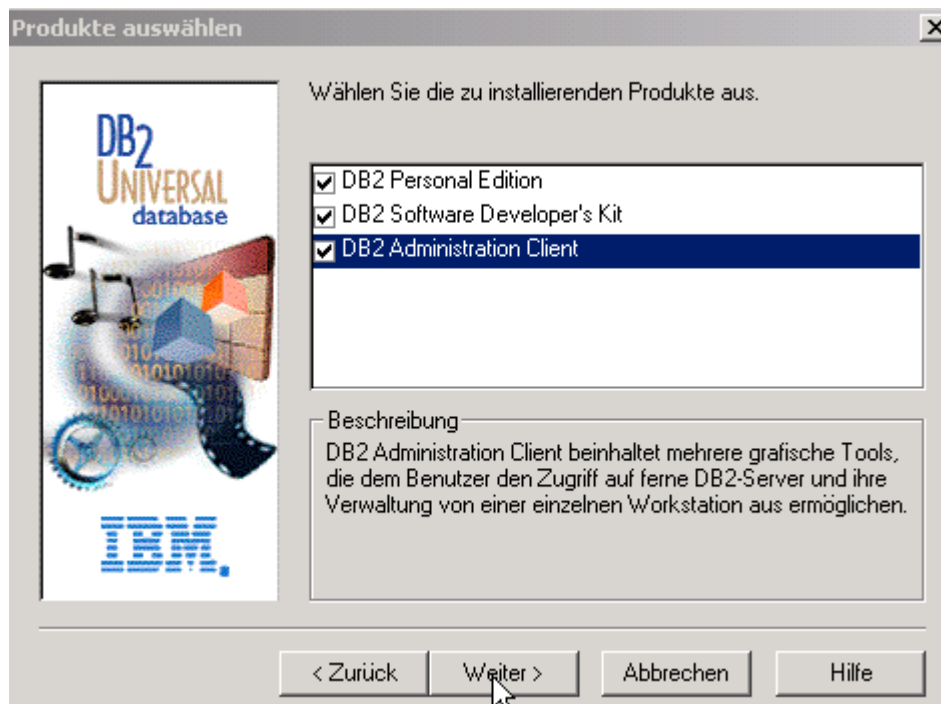 Produkte auswählen
DB2
UNIVERSAL
database
IBM.
Wählen Sie die zu installierenden Produkte aus.
DB2 Personal Edition
DB2 Software Developer's Kit
DB2 Administration Client
Beschreibung
DB2 Administration Client beinhaltet mehrere grafische Tools,
die dem Benutzer den Zugriff auf ferne DB2-Server und ihre
Verwaltung von einer einzelnen Workstation aus ermöglichen.
< Zurück
Weiter >
Abbrechen
Hilfe